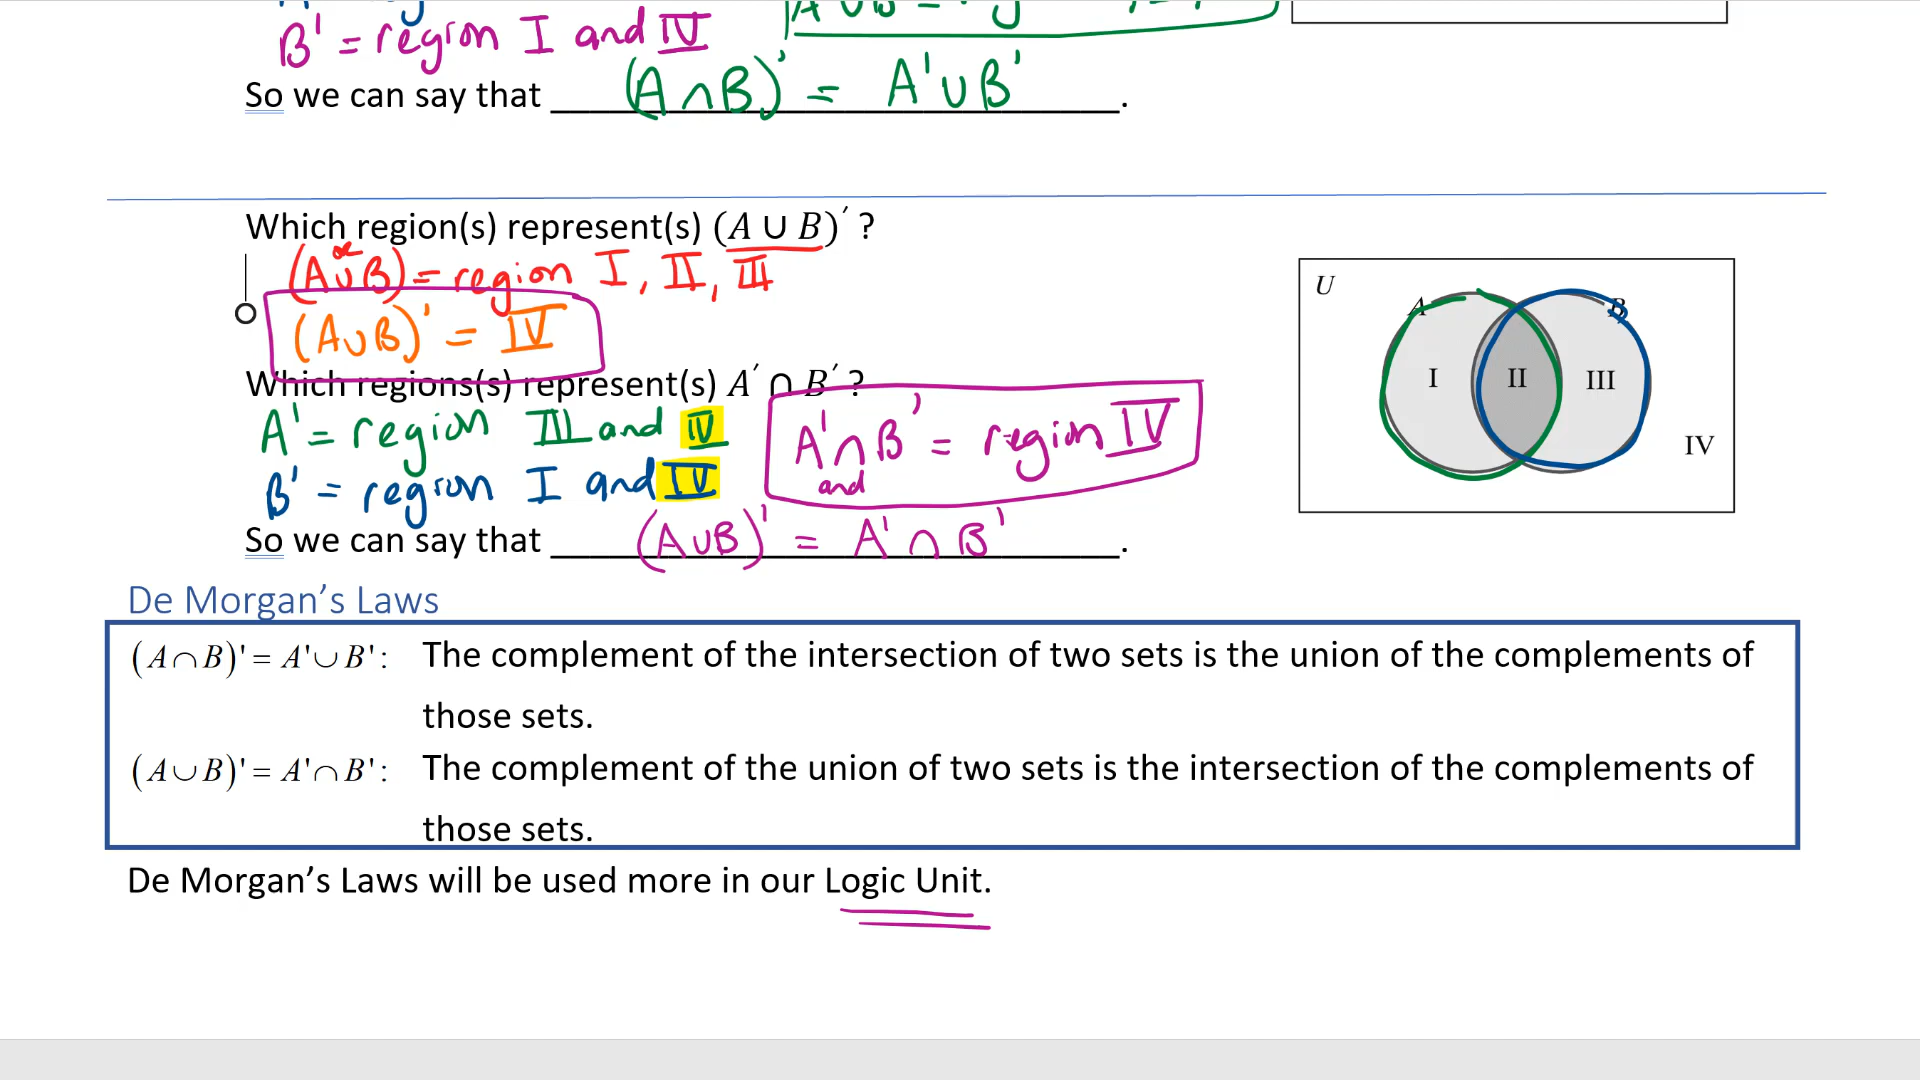 B' = region I and IV
So we can say that (A ∩ B)' = A' ∪ B'.
Which region(s) represent(s) (A ∪ B)′ ?
or
(A∪B) = region I, II, III
(A∪B)' = IV
Which regions(s) represent(s) A′ ∩ B′ ?
A' = region III and IV
B' = region I and IV
A' ∩ B' = region IV
and
So we can say that (A∪B)' = A' ∩ B'.
U
A B
I II III
IV
De Morgan’s Laws
(A∩B)'= A'∪B': The complement of the intersection of two sets is the union of the complements of
those sets.
(A∪B)'= A'∩B': The complement of the union of two sets is the intersection of the complements of
those sets.
De Morgan’s Laws will be used more in our Logic Unit.